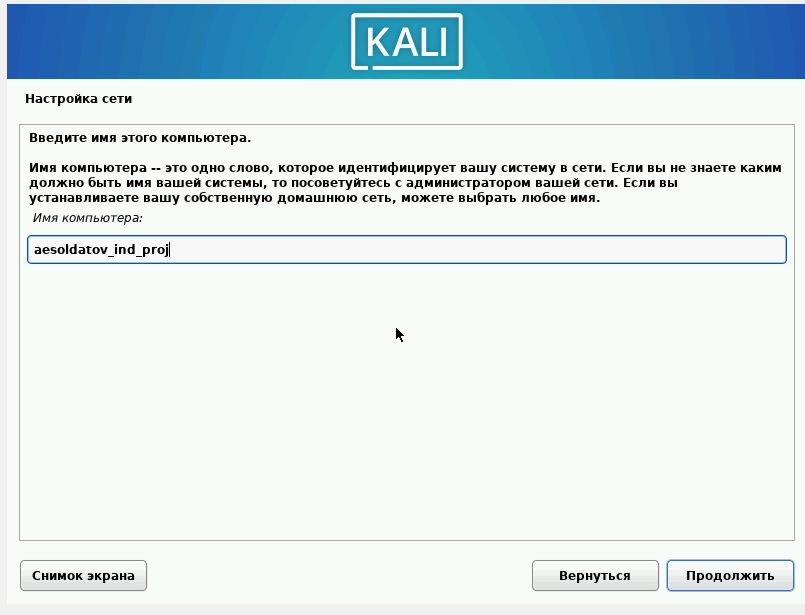 KALI
Настройка сети
Введите имя этого компьютера.
Имя компьютера -- это одно слово, которое идентифицирует вашу систему в сети. Если вы не знаете каким
должно быть имя вашей системы, то посоветуйтесь с администратором вашей сети. Если вы
устанавливаете вашу собственную домашнюю сеть, можете выбрать любое имя.
Имя компьютера:
aesoldatov_ind_proj
Снимок экрана
Вернуться
Продолжить